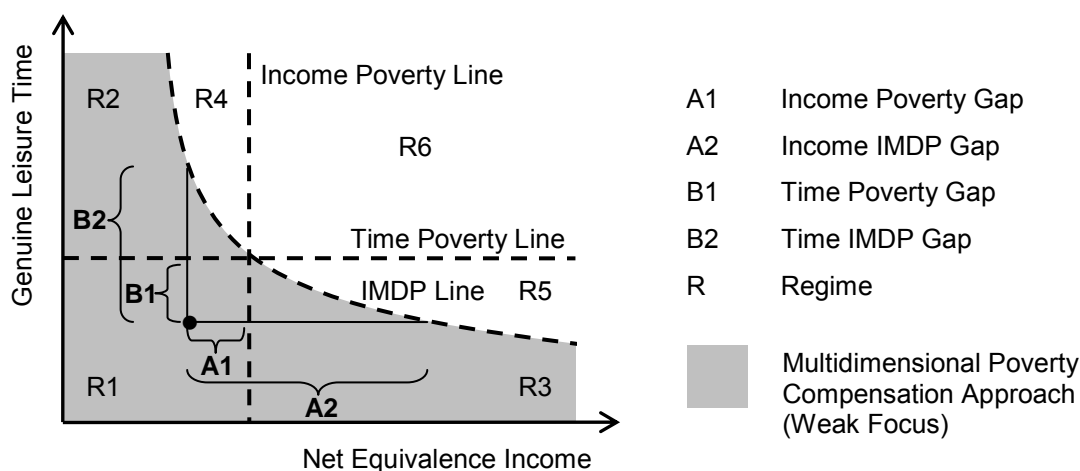 Genuine Leisure Time
R2
R4
Income Poverty Line
R6
B2
Time Poverty Line
B1
IMDP Line
R5
A1
R1
A2
R3
Net Equivalence Income
A1 Income Poverty Gap
A2 Income IMDP Gap
B1 Time Poverty Gap
B2 Time IMDP Gap
R Regime
Multidimensional Poverty
Compensation Approach
(Weak Focus)